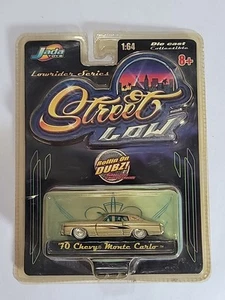 Jada
TOYS
1:64
Die cast
Collectible
8+
Lowrider Series
Street
LOW
Rollin On
DUBZ!
'70 Chevy Monte Carlo